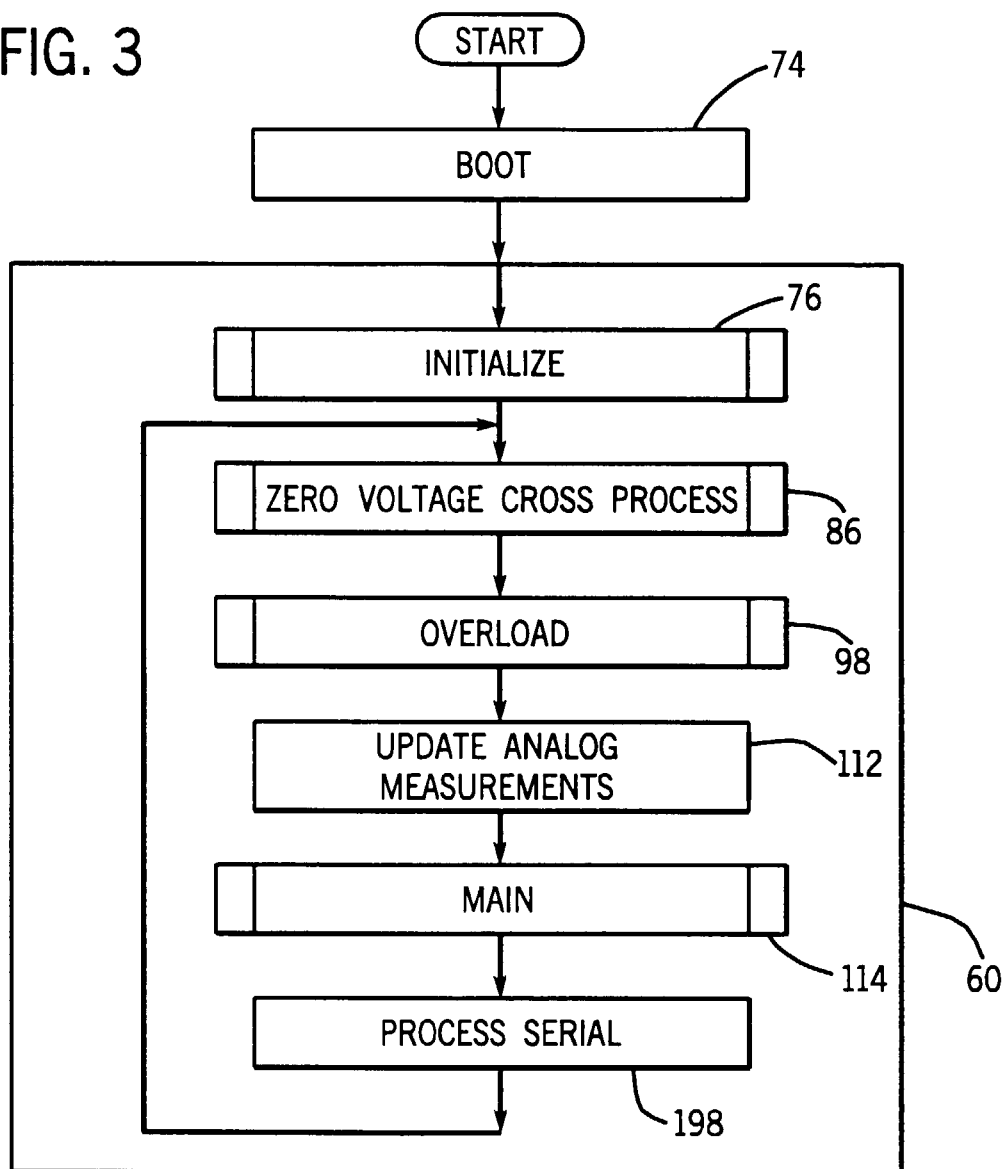 FIG. 3
START
74
BOOT
76
INITIALIZE
ZERO VOLTAGE CROSS PROCESS
86
OVERLOAD
98
UPDATE ANALOG
MEASUREMENTS
112
MAIN
114
60
PROCESS SERIAL
198